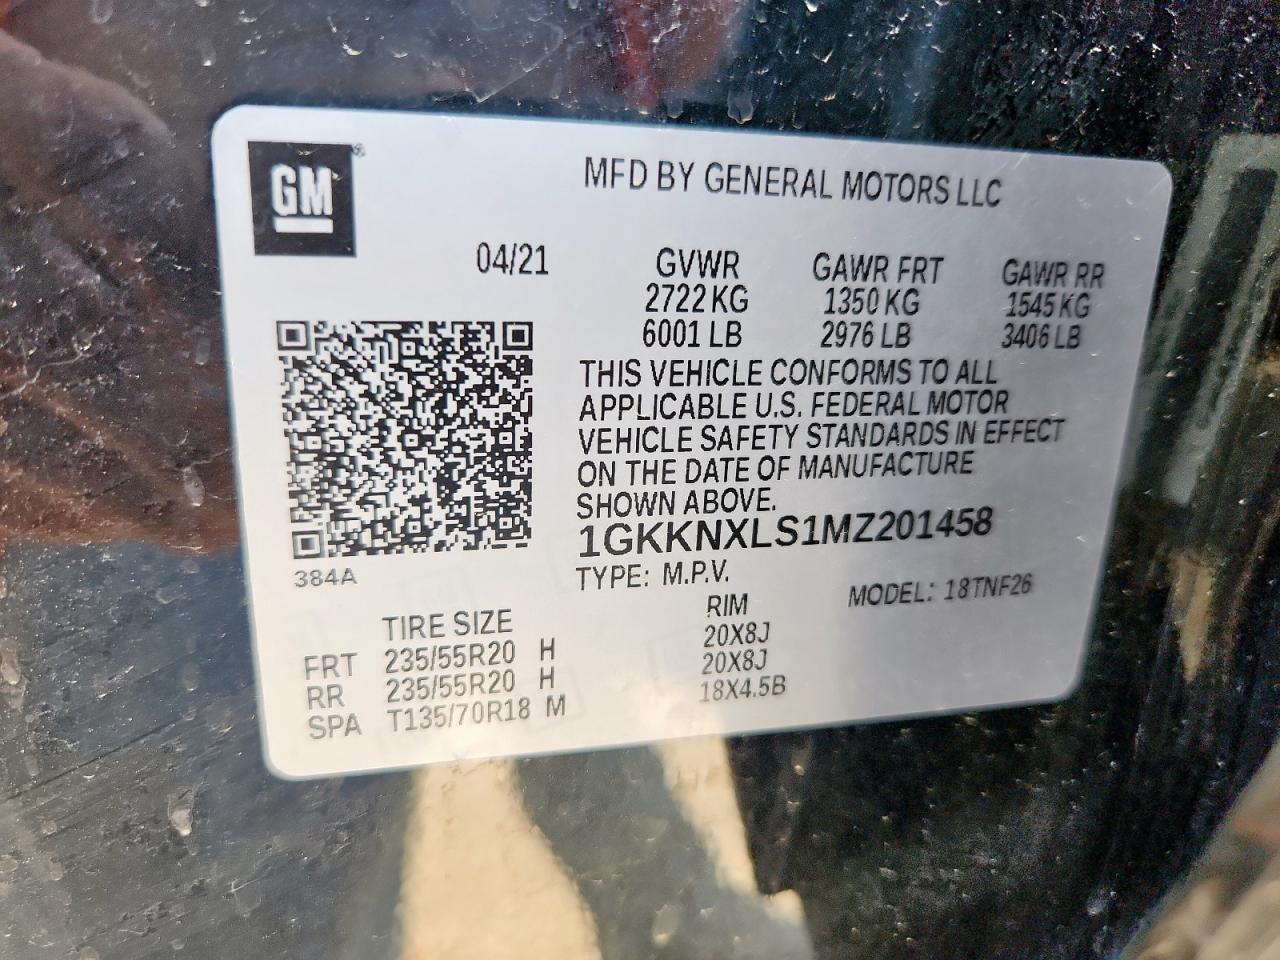 GM®
MFD BY GENERAL MOTORS LLC
04/21 GVWR GAWR FRT GAWR RR
2722 KG 1350 KG 1545 KG
6001 LB 2976 LB 3406 LB
THIS VEHICLE CONFORMS TO ALL
APPLICABLE U.S. FEDERAL MOTOR
VEHICLE SAFETY STANDARDS IN EFFECT
ON THE DATE OF MANUFACTURE
SHOWN ABOVE.
1GKKNXLS1MZ201458
384A
TYPE: M.P.V. MODEL: 18TNF26
TIRE SIZE RIM
FRT 235/55R20 H 20X8J
RR 235/55R20 H 20X8J
SPA T135/70R18 M 18X4.5B